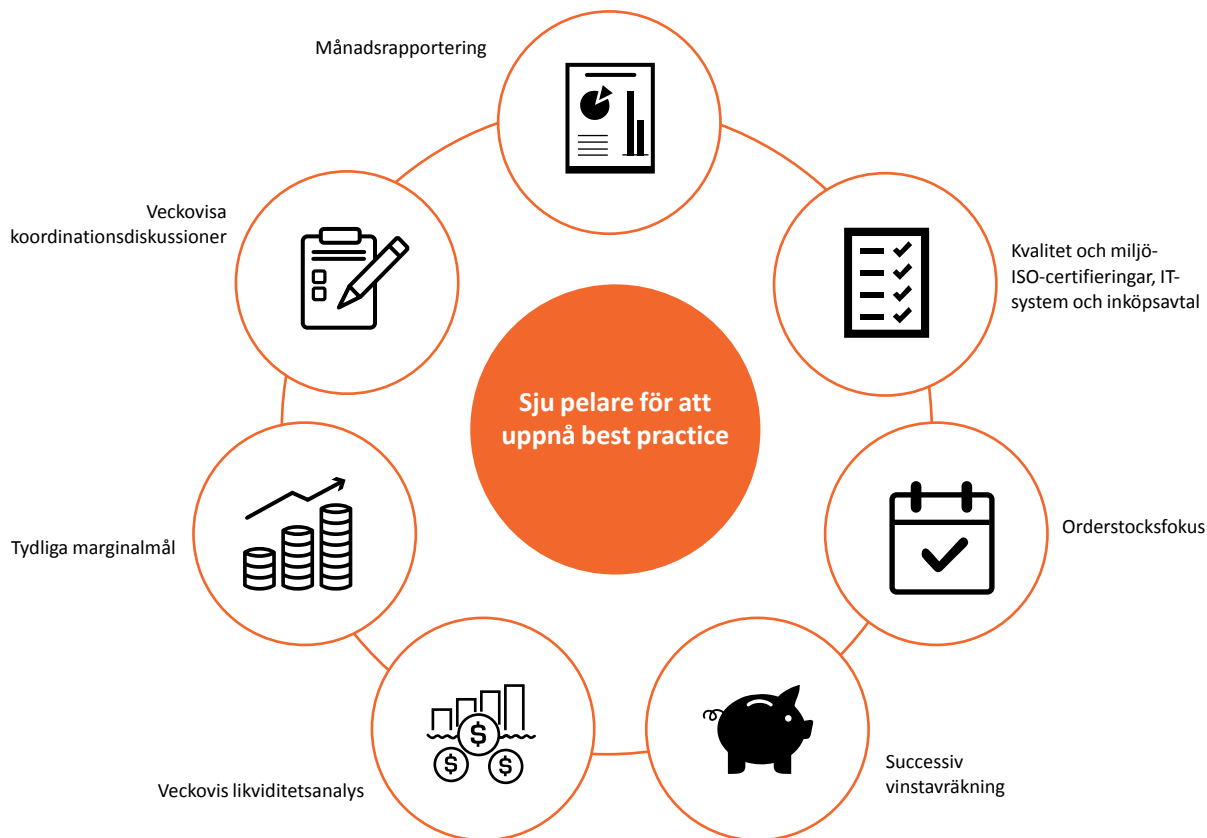 Månadsrapportering
Veckovisa
koordinationsdiskussioner
Kvalitet och miljö-
ISO-certifieringar, IT-
system och inköpsavtal
Sju pelare för att
uppnå best practice
Tydliga marginalmål
Orderstocksfokus
$
$
$
Veckovis likviditetsanalys
Successiv
vinstavräkning